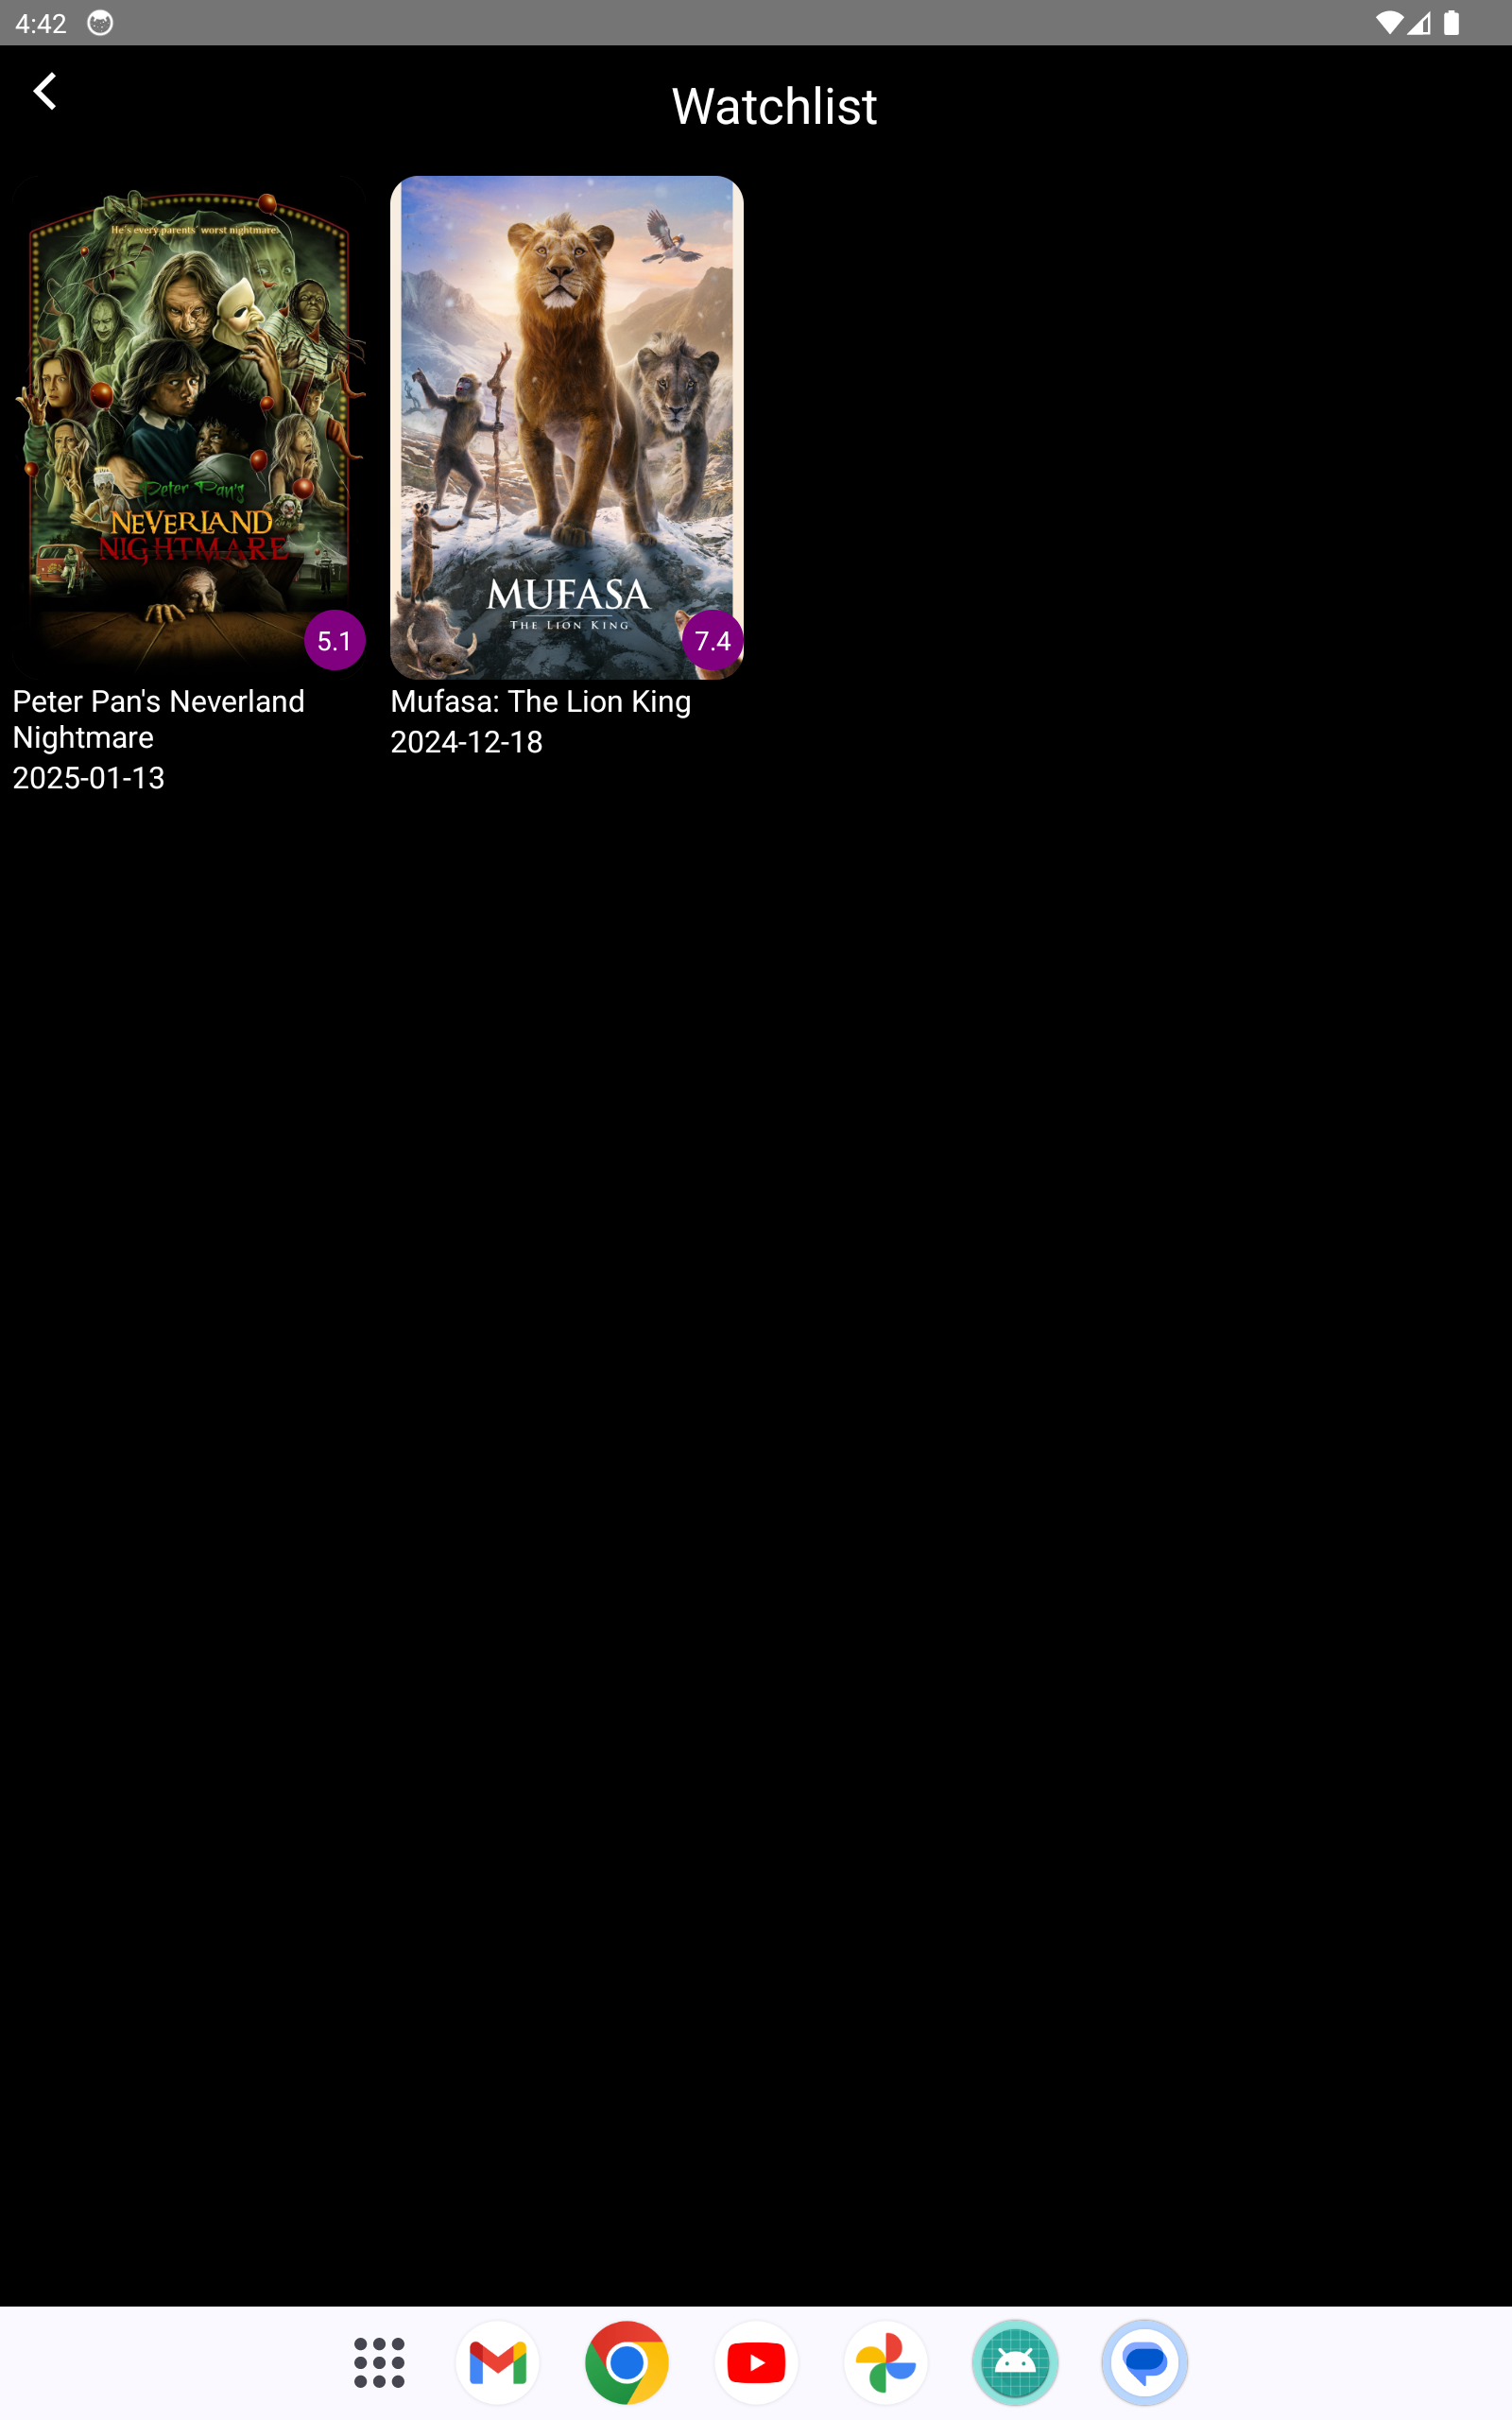 4:42
Watchlist
He's every parents' worst nightmare.
Peter Pan's
NEVERLAND
NIGHTMARE
5.1
MUFASA
THE LION KING
7.4
Peter Pan's Neverland
Nightmare
2025-01-13
Mufasa: The Lion King
2024-12-18